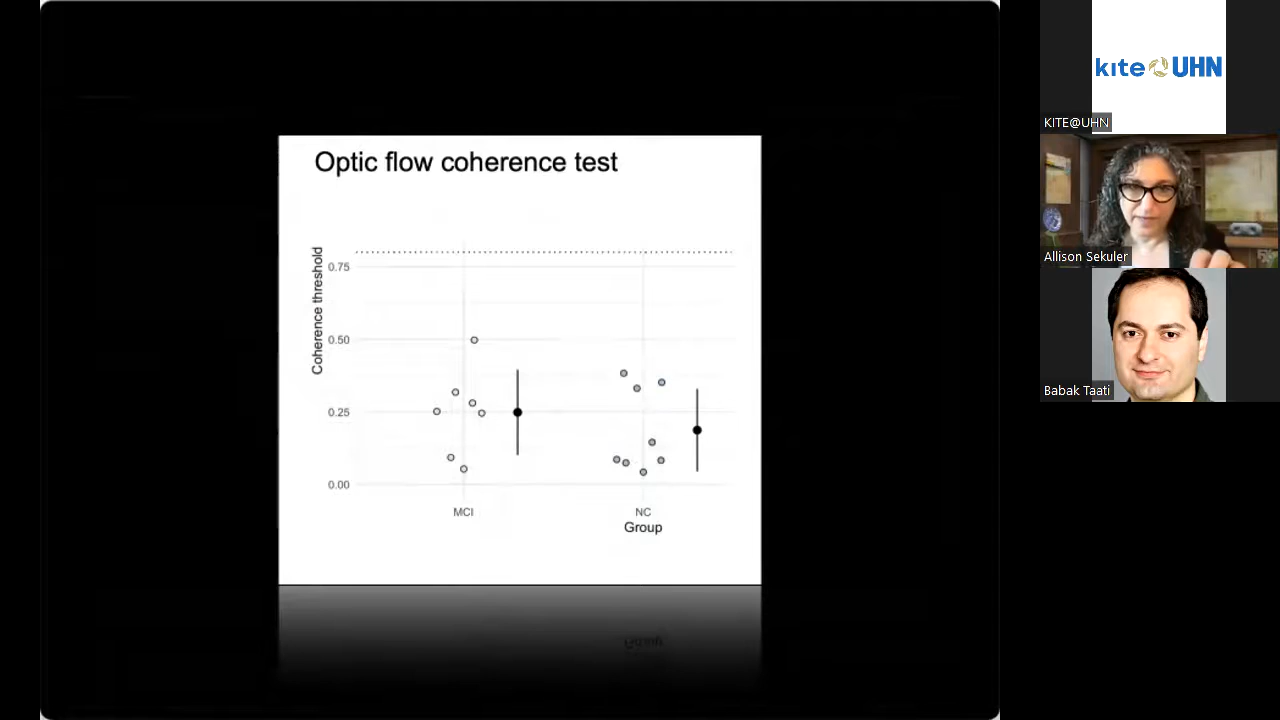 Optic flow coherence test
Coherence threshold
0.75
0.50
0.25
0.00
MCI
NC
Group
kite UHN
KITE@UHN
Allison Sekuler
Babak Taati